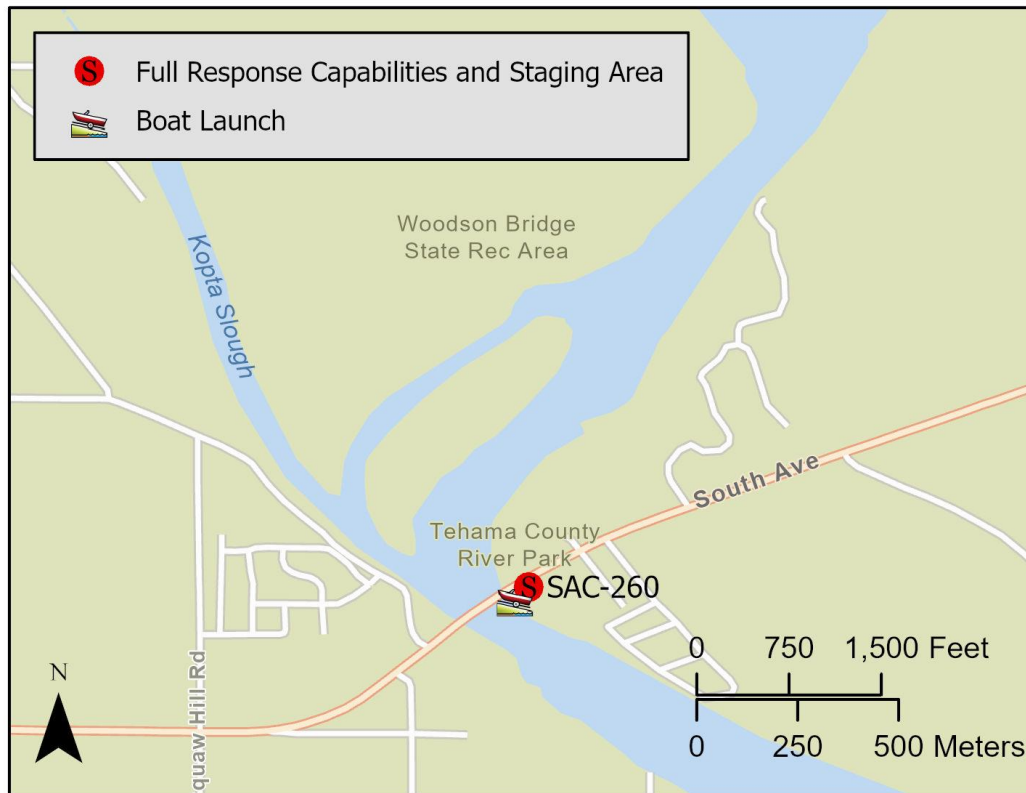 S Full Response Capabilities and Staging Area
Boat Launch
Woodson Bridge
State Rec Area
Kopta Slough
South Ave
Tehama County
River Park
S SAC-260
quaw Hill Rd
N
0 750 1,500 Feet
0 250 500 Meters